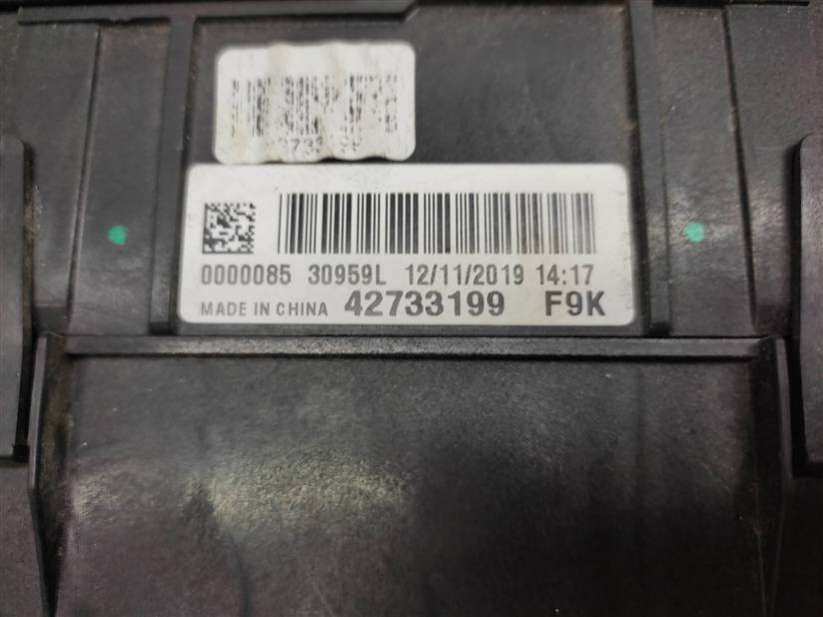 0000085 30959L 12/11/2019 14:17
MADE IN CHINA 42733199 F9K